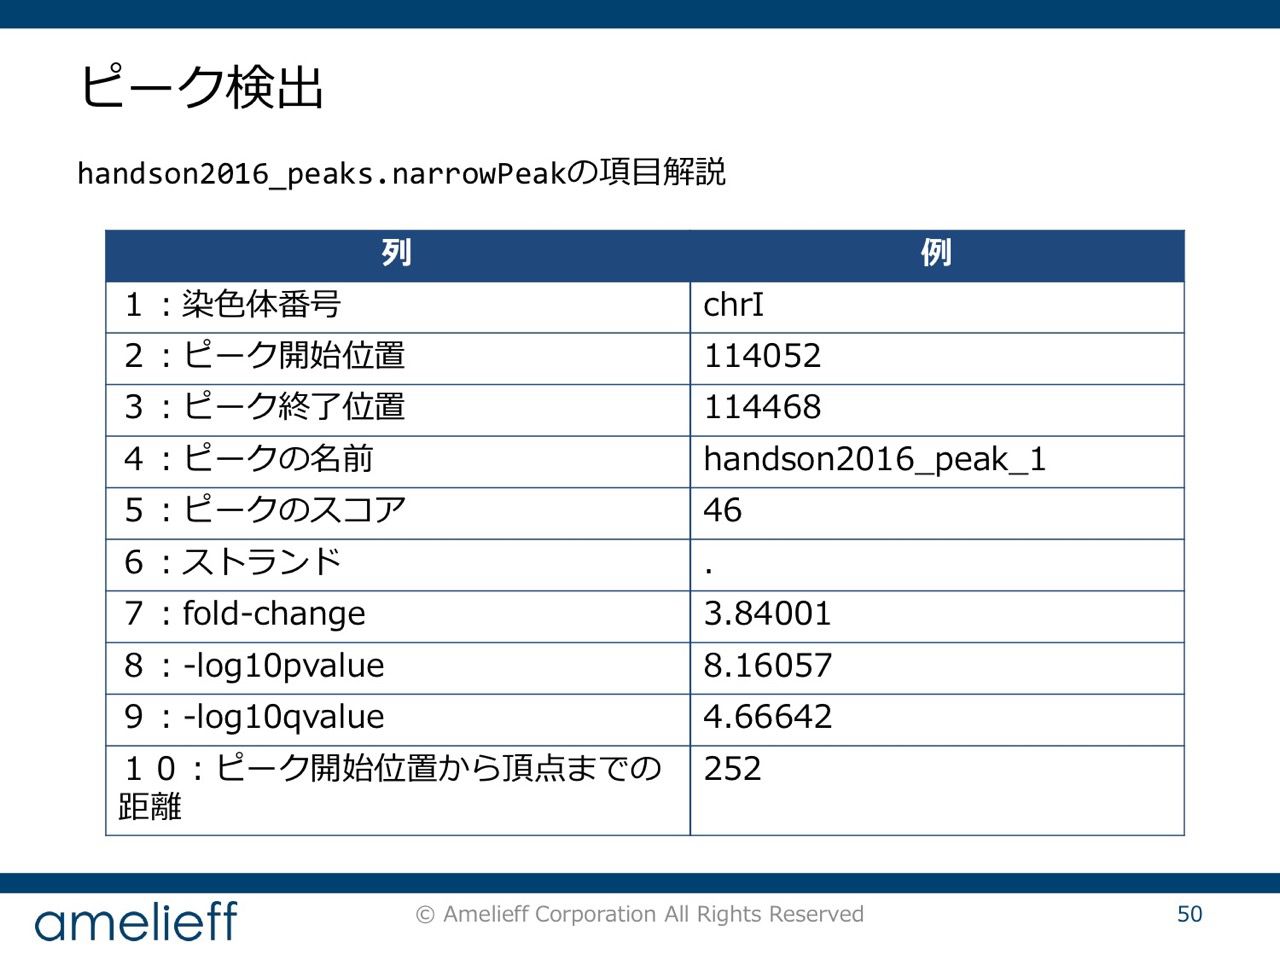 ピーク検出
handson2016_peaks.narrowPeakの項目解説
列 例
１：染色体番号 chrI
２：ピーク開始位置 114052
３：ピーク終了位置 114468
４：ピークの名前 handson2016_peak_1
５：ピークのスコア 46
６：ストランド .
７：fold-change 3.84001
８：-log10pvalue 8.16057
９：-log10qvalue 4.66642
１０：ピーク開始位置から頂点までの 252
距離
amelieff © Amelieff Corporation All Rights Reserved 50